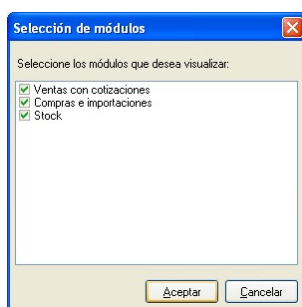 Selección de módulos
Seleccione los módulos que desea visualizar:
Ventas con cotizaciones
Compras e importaciones
Stock
Aceptar Cancelar